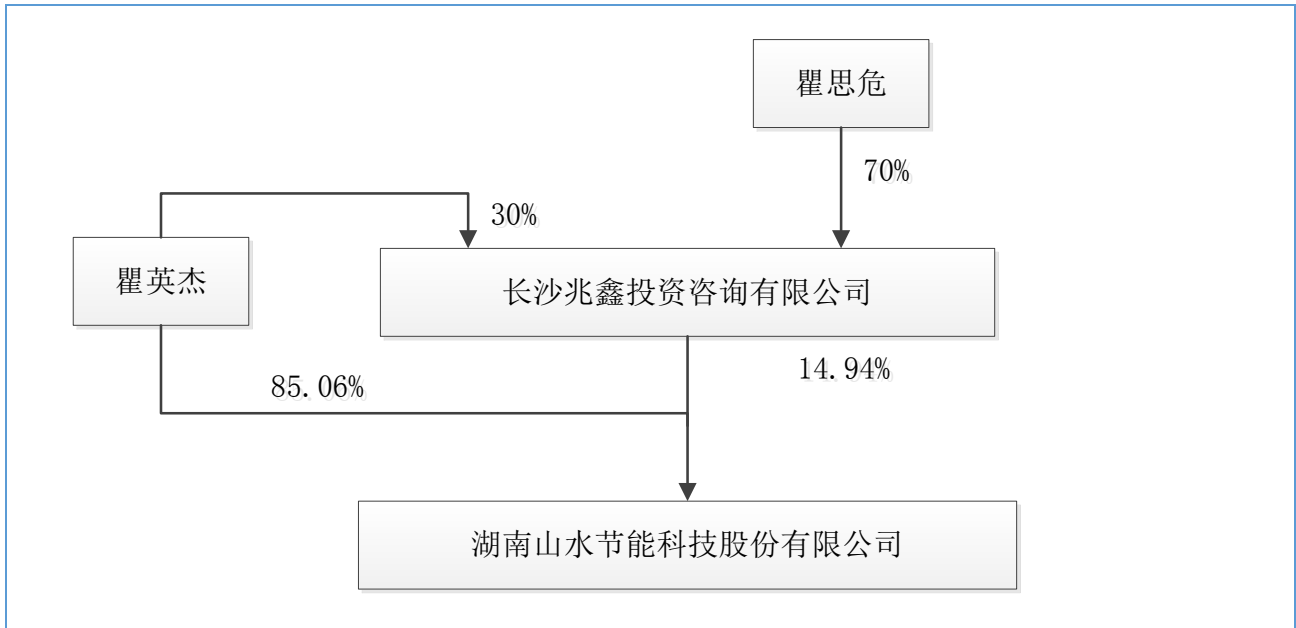 瞿思危
70%
30%
瞿英杰
长沙兆鑫投资咨询有限公司
14.94%
85.06%
湖南山水节能科技股份有限公司